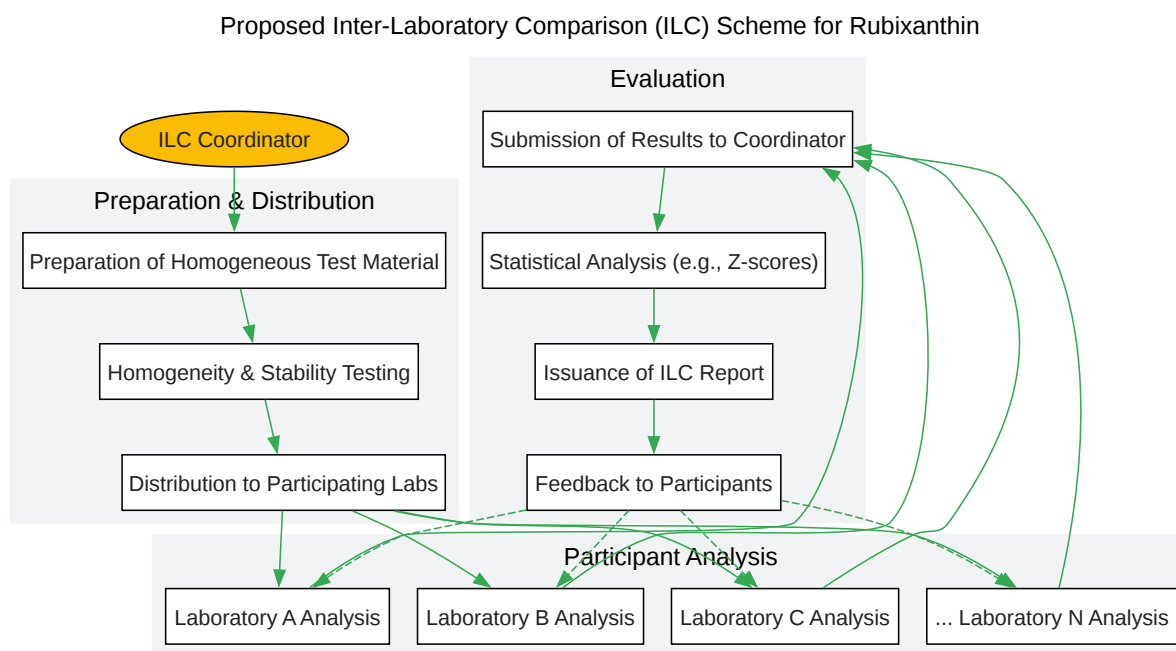 Proposed Inter-Laboratory Comparison (ILC) Scheme for Rubixanthin
ILC Coordinator
Preparation & Distribution
Preparation of Homogeneous Test Material
Homogeneity & Stability Testing
Distribution to Participating Labs
Evaluation
Submission of Results to Coordinator
Statistical Analysis (e.g., Z-scores)
Issuance of ILC Report
Feedback to Participants
Participant Analysis
Laboratory A Analysis
Laboratory B Analysis
Laboratory C Analysis
... Laboratory N Analysis